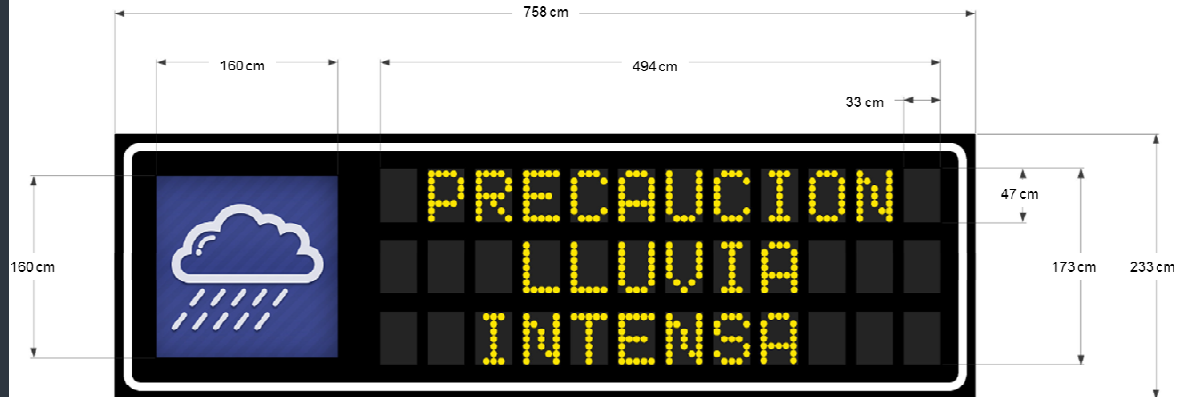 758 cm
160 cm
494 cm
33 cm
PRECAUCION
47 cm
LLUVIA
160 cm
173 cm
233 cm
INTENSA